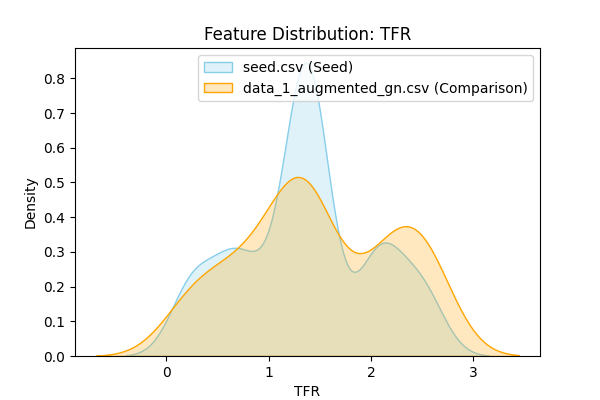 Feature Distribution: TFR
seed.csv (Seed)
data_1_augmented_gn.csv (Comparison)
Density
0.8
0.7
0.6
0.5
0.4
0.3
0.2
0.1
0.0
0 1 2 3
TFR